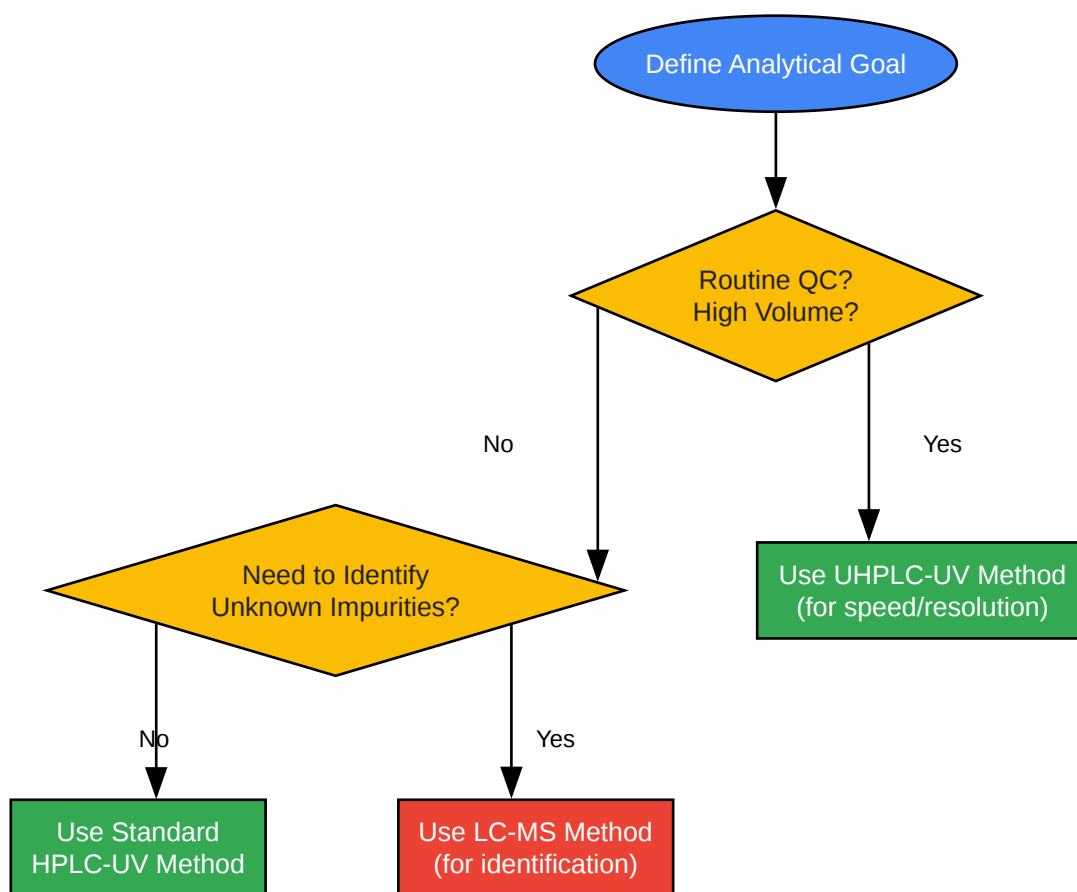 Define Analytical Goal
Routine QC?
High Volume?
No
Yes
Need to Identify
Unknown Impurities?
Use UHPLC-UV Method
(for speed/resolution)
No
Yes
Use Standard
HPLC-UV Method
Use LC-MS Method
(for identification)